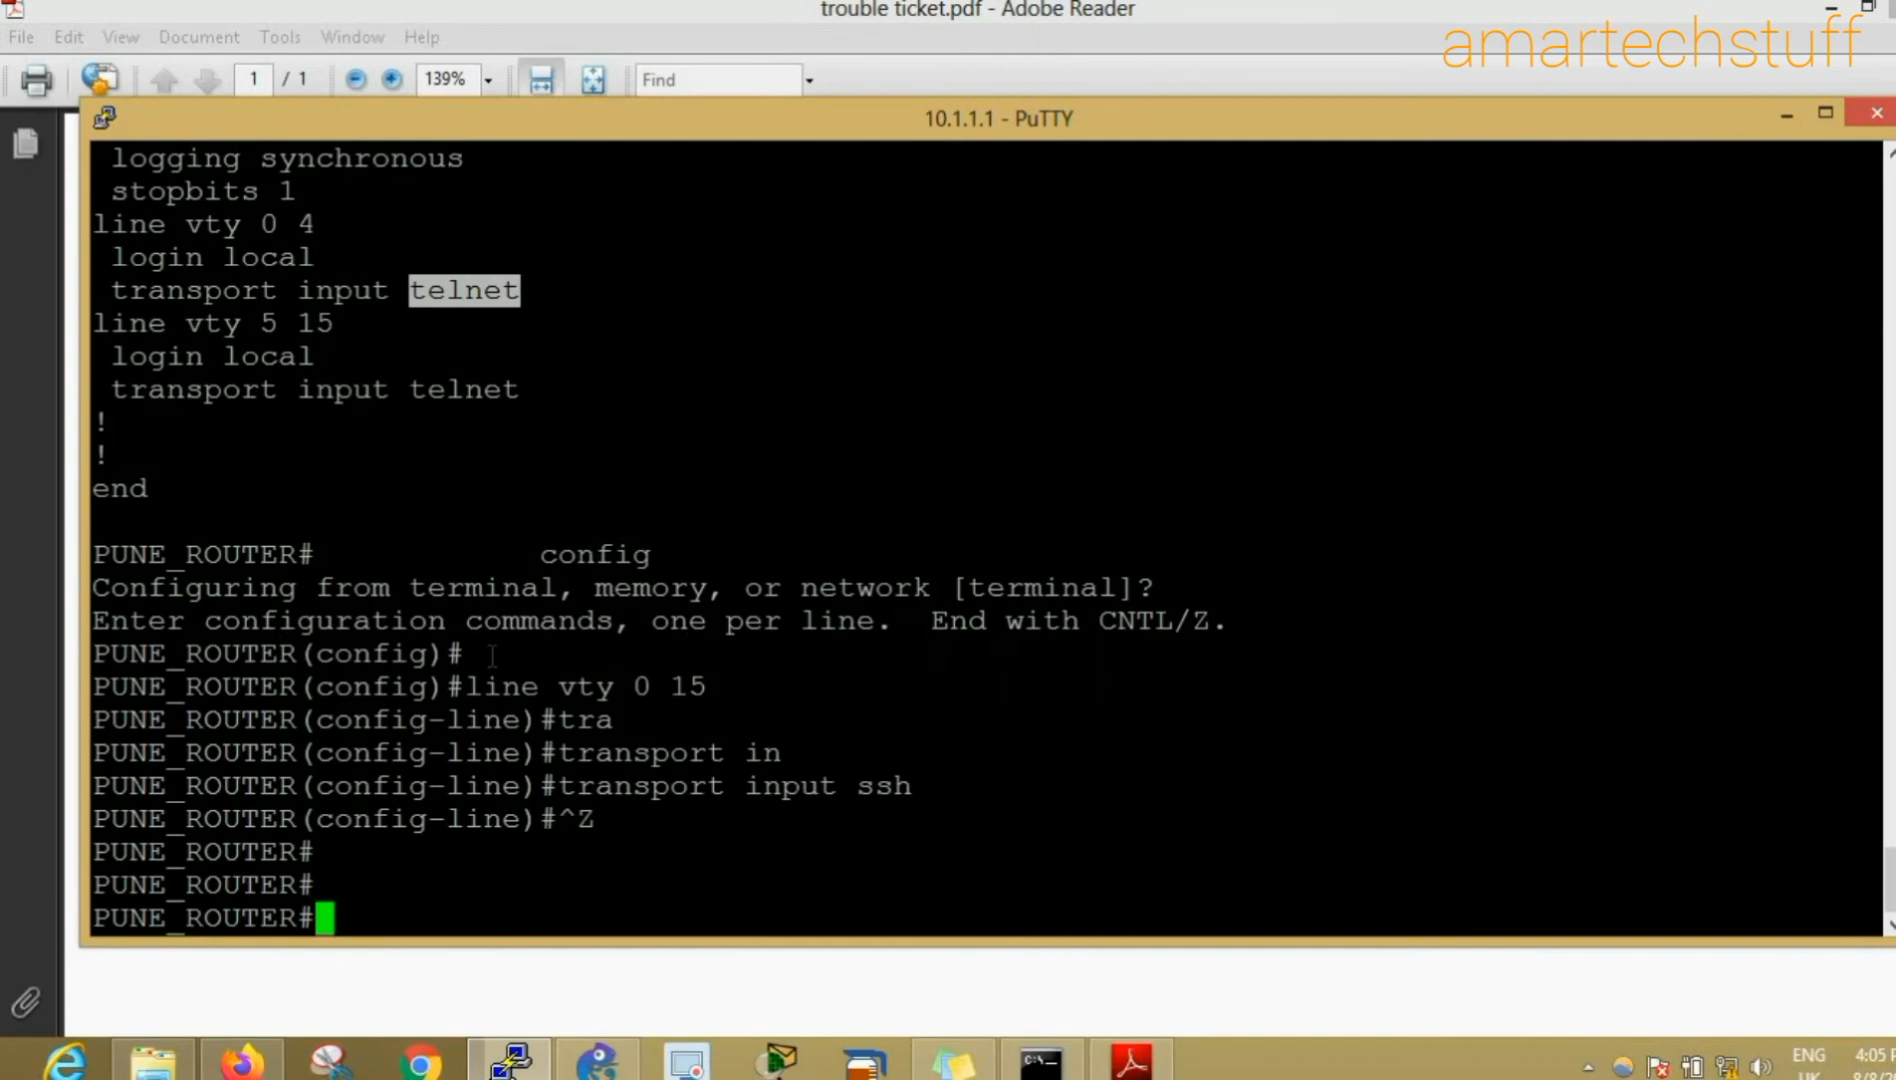 trouble ticket.pdf - Adobe Reader
amartechstuff
File Edit View Document Tools Window Help
1 / 1 139% Find
10.1.1.1 - PuTTY
logging synchronous
stopbits 1
line vty 0 4
login local
transport input telnet
line vty 5 15
login local
transport input telnet
!
!
end
PUNE_ROUTER# config
Configuring from terminal, memory, or network [terminal]?
Enter configuration commands, one per line. End with CNTL/Z.
PUNE_ROUTER(config)#
PUNE_ROUTER(config)#line vty 0 15
PUNE_ROUTER(config-line)#tra
PUNE_ROUTER(config-line)#transport in
PUNE_ROUTER(config-line)#transport input ssh
PUNE_ROUTER(config-line)#^Z
PUNE_ROUTER#
PUNE_ROUTER#
PUNE_ROUTER#
ENG 4:05